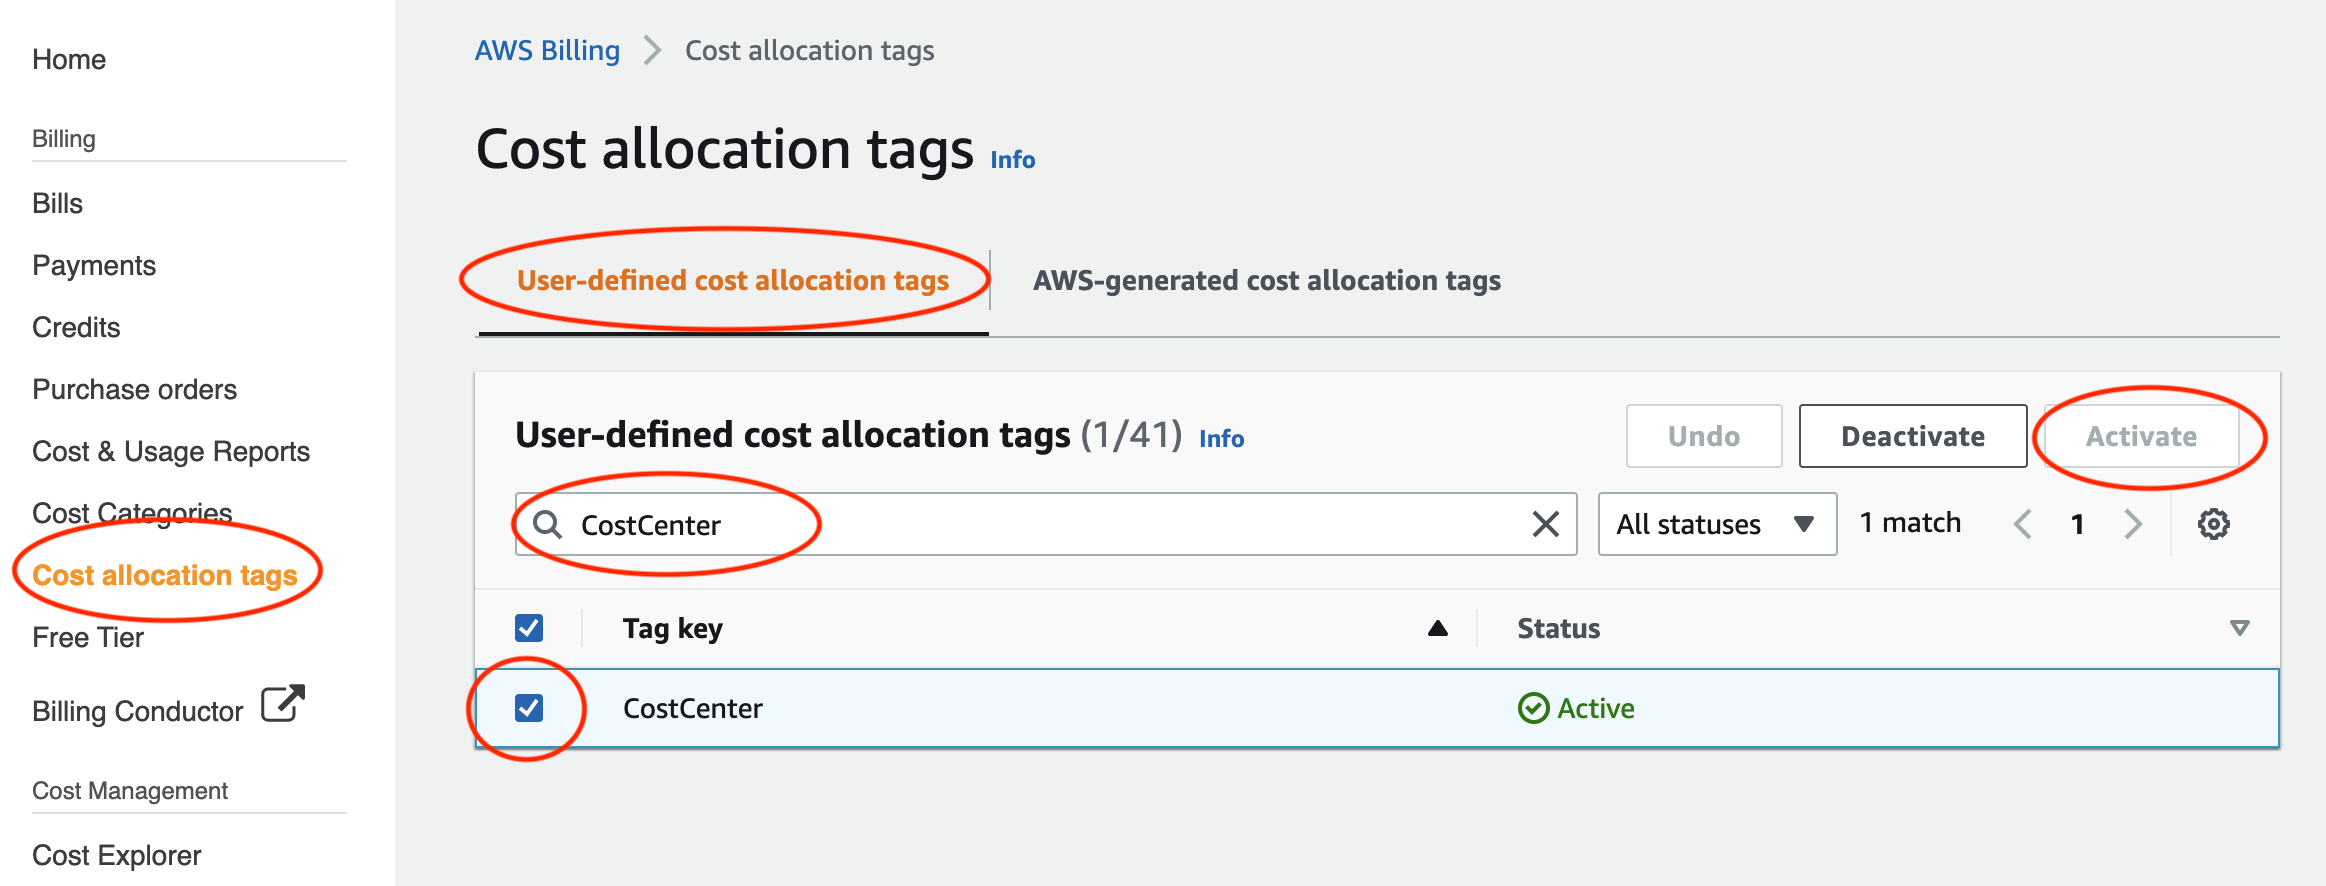 Home
Billing
Bills
Payments
Credits
Purchase orders
Cost & Usage Reports
Cost Categories
Cost allocation tags
Free Tier
Billing Conductor
Cost Management
Cost Explorer
AWS Billing Cost allocation tags
Cost allocation tags Info
User-defined cost allocation tags AWS-generated cost allocation tags
User-defined cost allocation tags (1/41) Info Undo Deactivate Activate
CostCenter All statuses 1 match 1
Tag key Status
CostCenter Active